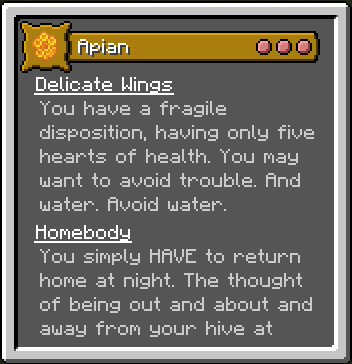 Apian
Delicate Wings
You have a fragile
disposition, having only five
hearts of health. You may
want to avoid trouble. And
water. Avoid water.
Homebody
You simply HAVE to return
home at night. The thought
of being out and about and
away from your hive at